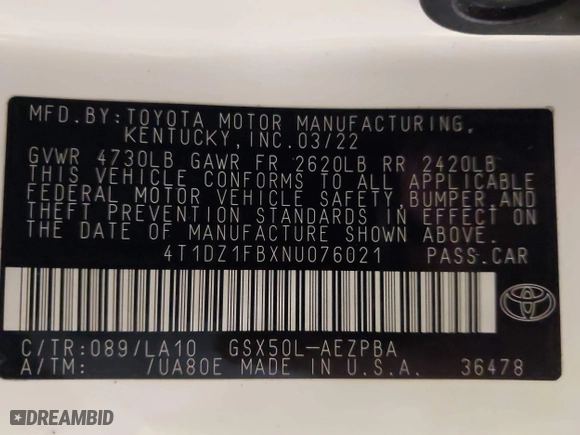 MFD.BY:TOYOTA MOTOR MANUFACTURING,
KENTUCKY, INC.03/22
GVWR 4730LB GAWR FR 2620LB RR 2420LB
THIS VEHICLE CONFORMS TO ALL APPLICABLE
FEDERAL MOTOR VEHICLE SAFETY,BUMPER,AND
THEFT PREVENTION STANDARDS IN EFFECT ON
THE DATE OF MANUFACTURE SHOWN ABOVE.
4T1DZ1FBXNU076021 PASS.CAR
C/TR:089/LA10 GSX50L-AEZPBA
A/TM: /UA80E MADE IN U.S.A. 36478
DREAMBID